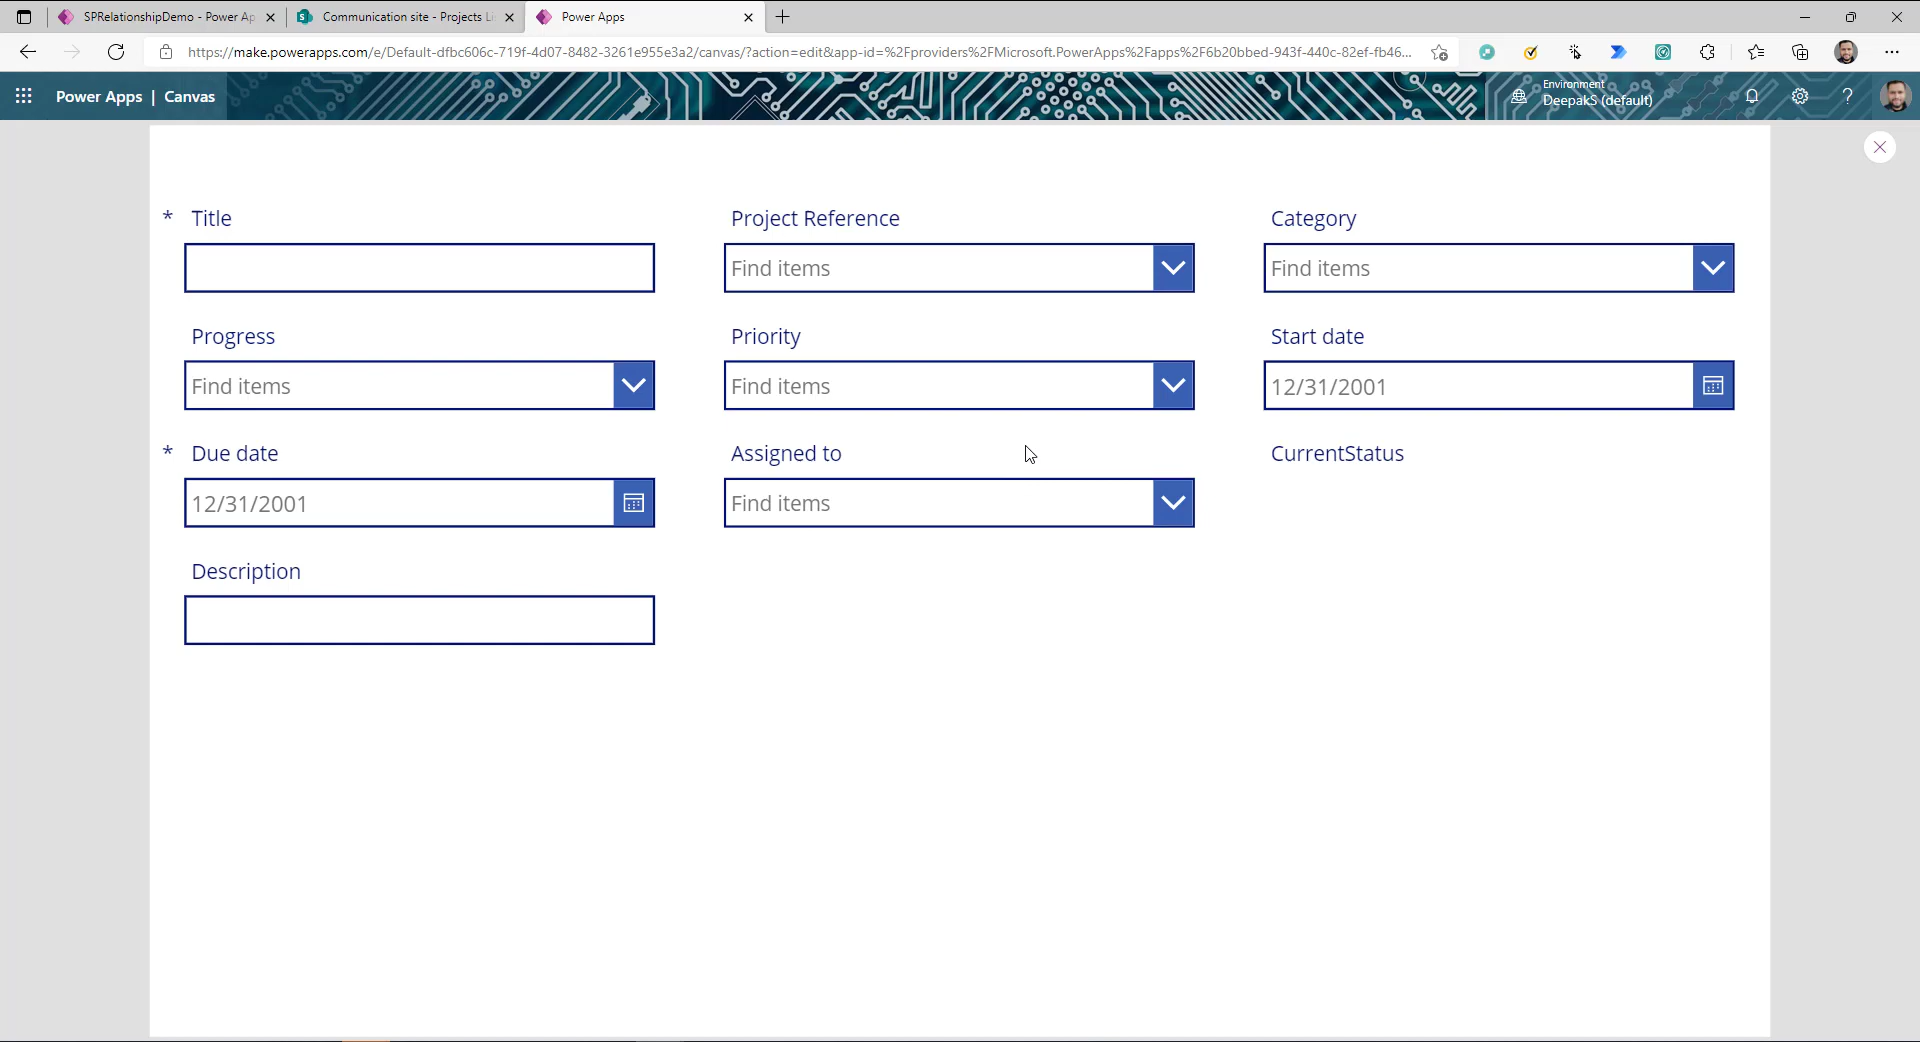 SPRelationshipDemo - Power Ap
Communication site - Projects Li
Power Apps
https://make.powerapps.com/e/Default-dfbc606c-719f-4d07-8482-3261e955e3a2/canvas/?action=edit&app-id=%2Fproviders%2FMicrosoft.PowerApps%2Fapps%2F6b20bbed-943f-440c-82ef-fb46...
Power Apps | Canvas
Environment
DeepakS (default)
* Title
Project Reference
Category
Find items
Find items
Progress
Priority
Start date
Find items
Find items
12/31/2001
* Due date
Assigned to
CurrentStatus
12/31/2001
Find items
Description